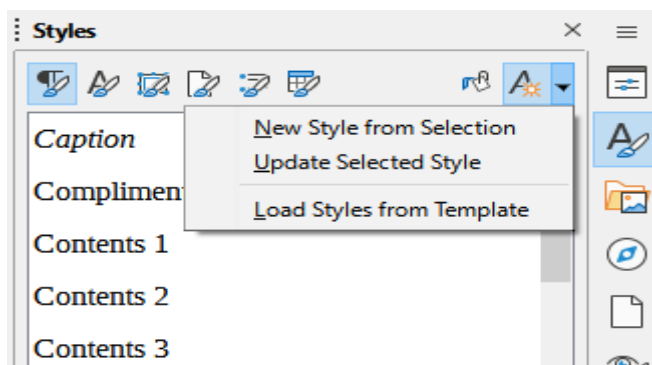 Styles
New Style from Selection
Update Selected Style
Load Styles from Template
Caption
Complimen
Contents 1
Contents 2
Contents 3